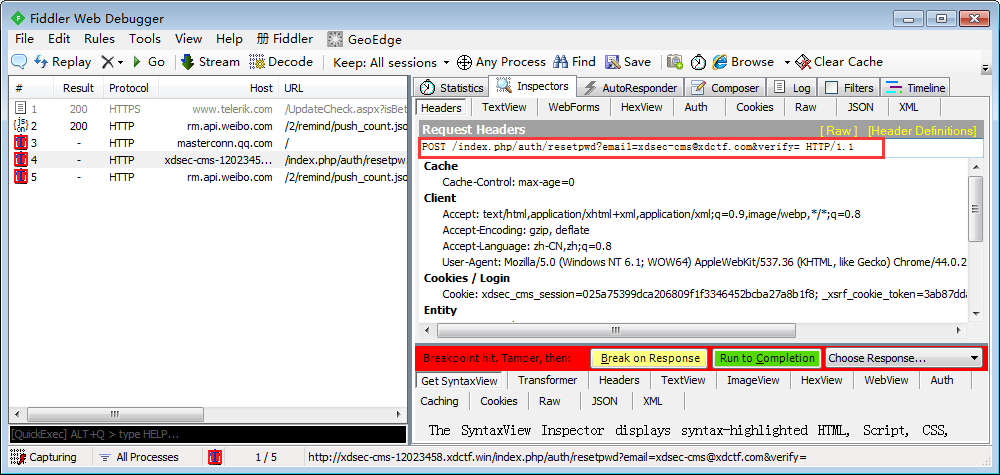 Fiddler Web Debugger
File Edit Rules Tools View Help 册 Fiddler GeoEdge
Replay X Go Stream Decode Keep: All sessions Any Process Find Save Browse Clear Cache
# Result Protocol Host URL
1 200 HTTPS www.telerik.com /UpdateCheck.aspx?isBet
2 200 HTTP rm.api.weibo.com /2/remind/push_count.jso
3 - HTTP masterconn.qq.com /
4 - HTTP xdsec-cms-1202345... /index.php/auth/resetpw...
5 - HTTP rm.api.weibo.com /2/remind/push_count.jso
Statistics Inspectors AutoResponder Composer Log Filters Timeline
Headers TextView WebForms HexView Auth Cookies Raw JSON XML
Request Headers [ Raw ] [Header Definitions]
POST /index.php/auth/resetpwd?email=xdsec-cms@xdctf.com&verify= HTTP/1.1
Cache
Cache-Control: max-age=0
Client
Accept: text/html,application/xhtml+xml,application/xml;q=0.9,image/webp,*/*;q=0.8
Accept-Encoding: gzip, deflate
Accept-Language: zh-CN,zh;q=0.8
User-Agent: Mozilla/5.0 (Windows NT 6.1; WOW64) AppleWebKit/537.36 (KHTML, like Gecko) Chrome/44.0.2
Cookies / Login
Cookie: xdsec_cms_session=025a75399dca206809f1f3346452bcba27a8b1f8; _xsrf_cookie_token=3ab87dda
Entity
Breakpoint hit. Tamper, then: Break on Response Run to Completion Choose Response...
Get SyntaxView Transformer Headers TextView ImageView HexView WebView Auth
Caching Cookies Raw JSON XML
The SyntaxView Inspector displays syntax-highlighted HTML, Script, CSS,
[QuickExec] ALT+Q > type HELP...
Capturing All Processes 1 / 5 http://xdsec-cms-12023458.xdctf.win/index.php/auth/resetpwd?email=xdsec-cms@xdctf.com&verify=